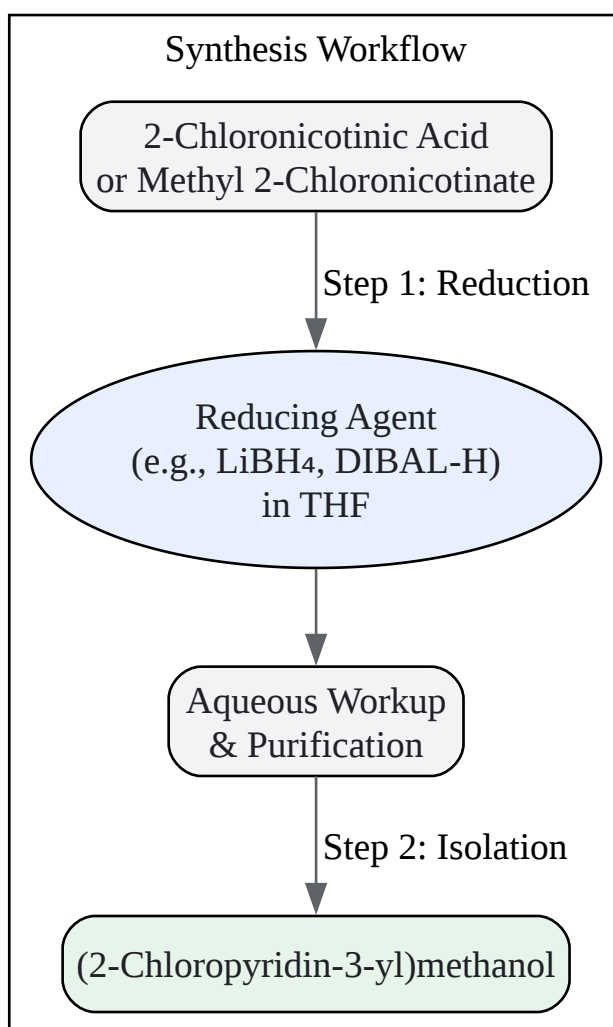 Synthesis Workflow
2-Chloronicotinic Acid
or Methyl 2-Chloronicotinate
Step 1: Reduction
Reducing Agent
(e.g., LiBH₄, DIBAL-H)
in THF
Aqueous Workup
& Purification
Step 2: Isolation
(2-Chloropyridin-3-yl)methanol